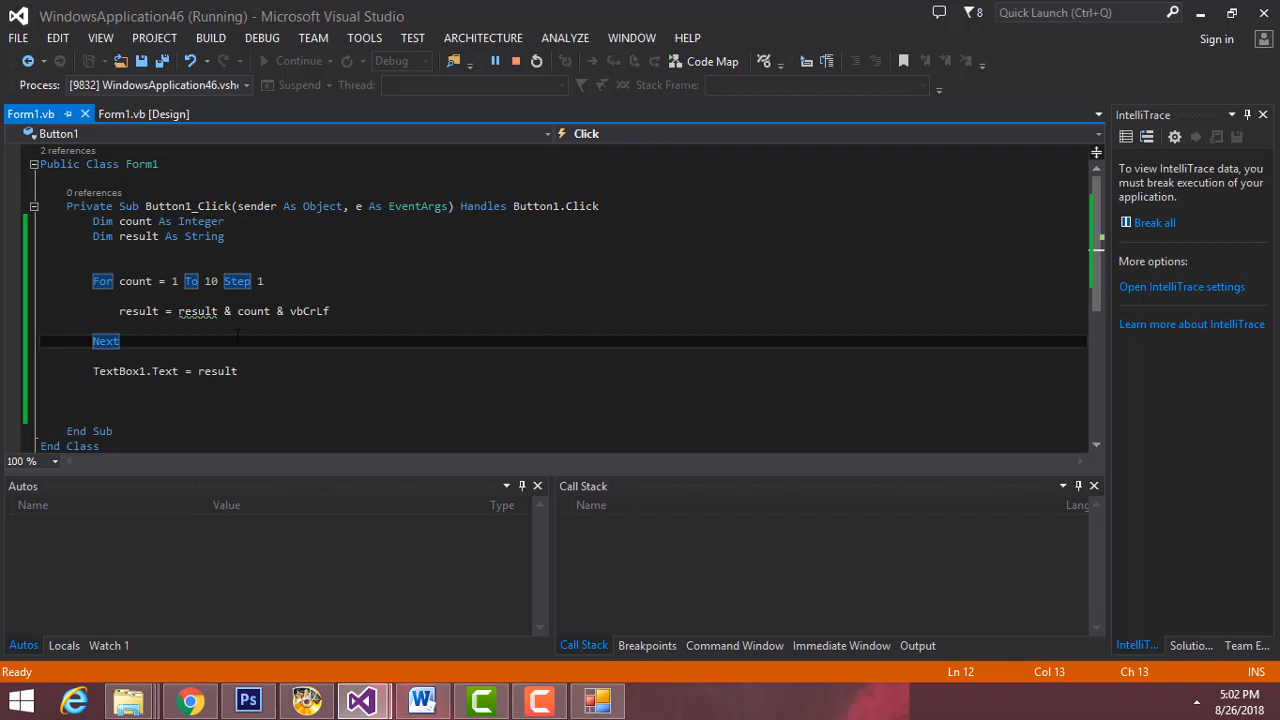 WindowsApplication46 (Running) - Microsoft Visual Studio
8
Quick Launch (Ctrl+Q)
FILE EDIT VIEW PROJECT BUILD DEBUG TEAM TOOLS TEST ARCHITECTURE ANALYZE WINDOW HELP
Sign in
Continue Debug Code Map
Process: [9832] WindowsApplication46.vsh Suspend Thread: Stack Frame:
Form1.vb Form1.vb [Design]
Button1 Click
2 references
Public Class Form1
0 references
Private Sub Button1_Click(sender As Object, e As EventArgs) Handles Button1.Click
Dim count As Integer
Dim result As String
For count = 1 To 10 Step 1
result = result & count & vbCrLf
Next
TextBox1.Text = result
End Sub
End Class
100 %
IntelliTrace
To view IntelliTrace data, you
must break execution of your
application.
Break all
More options:
Open IntelliTrace settings
Learn more about IntelliTrace
Autos
Name Value Type
Call Stack
Name Lang
Autos Locals Watch 1
Call Stack Breakpoints Command Window Immediate Window Output
IntelliT... Solutio... Team E...
Ready Ln 12 Col 13 Ch 13 INS
Ps
5:02 PM
8/26/2018